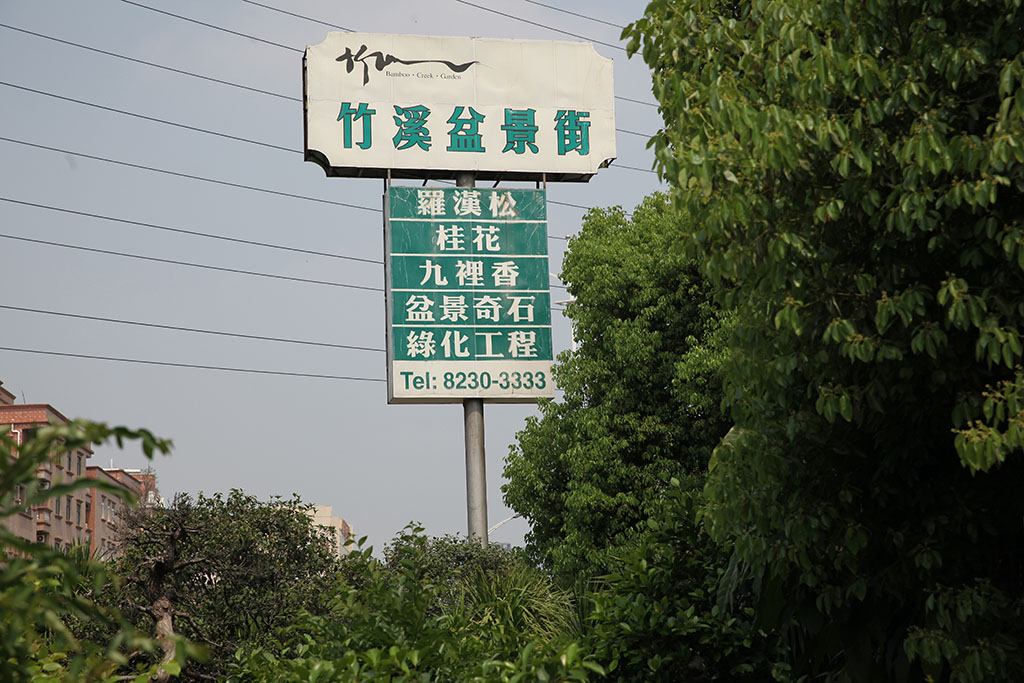 竹溪
Bamboo · Creek · Garden
竹溪盆景街
羅漢松
桂花
九裡香
盆景奇石
綠化工程
Tel: 8230-3333